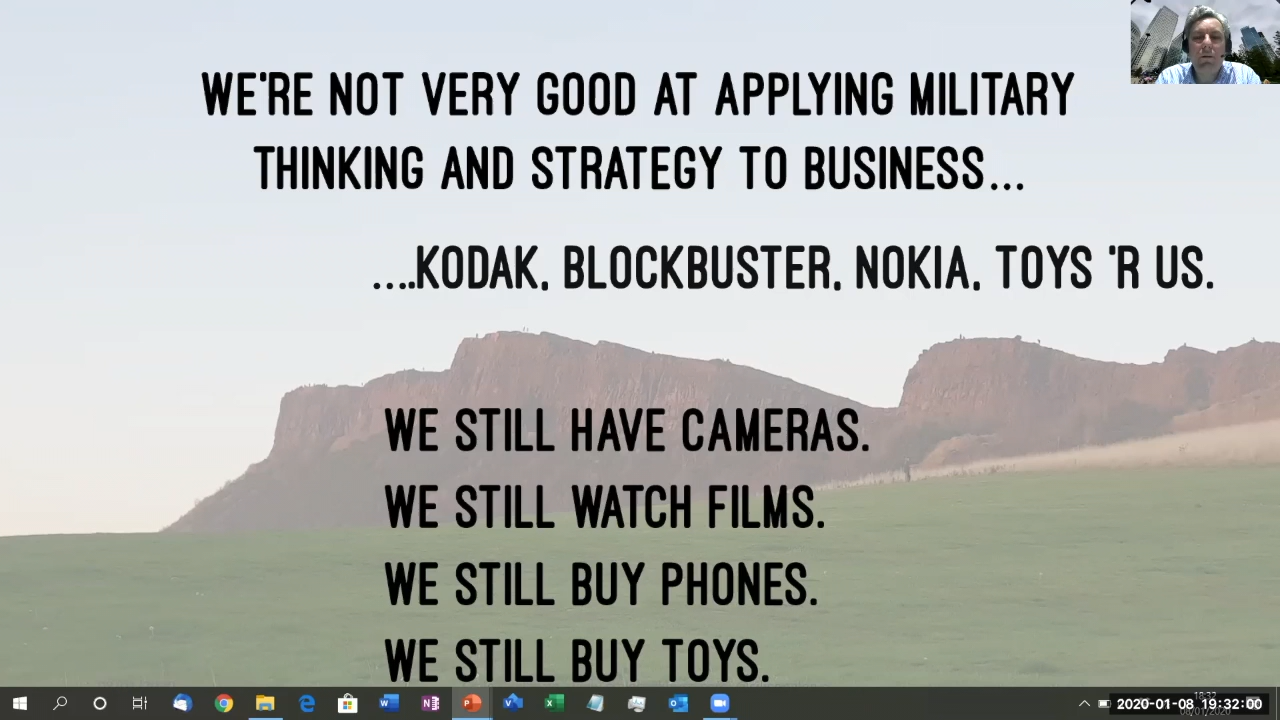 WE'RE NOT VERY GOOD AT APPLYING MILITARY
THINKING AND STRATEGY TO BUSINESS...
....KODAK, BLOCKBUSTER, NOKIA, TOYS 'R US.
WE STILL HAVE CAMERAS.
WE STILL WATCH FILMS.
WE STILL BUY PHONES.
WE STILL BUY TOYS.
18:32
2020-01-08 19:32:00